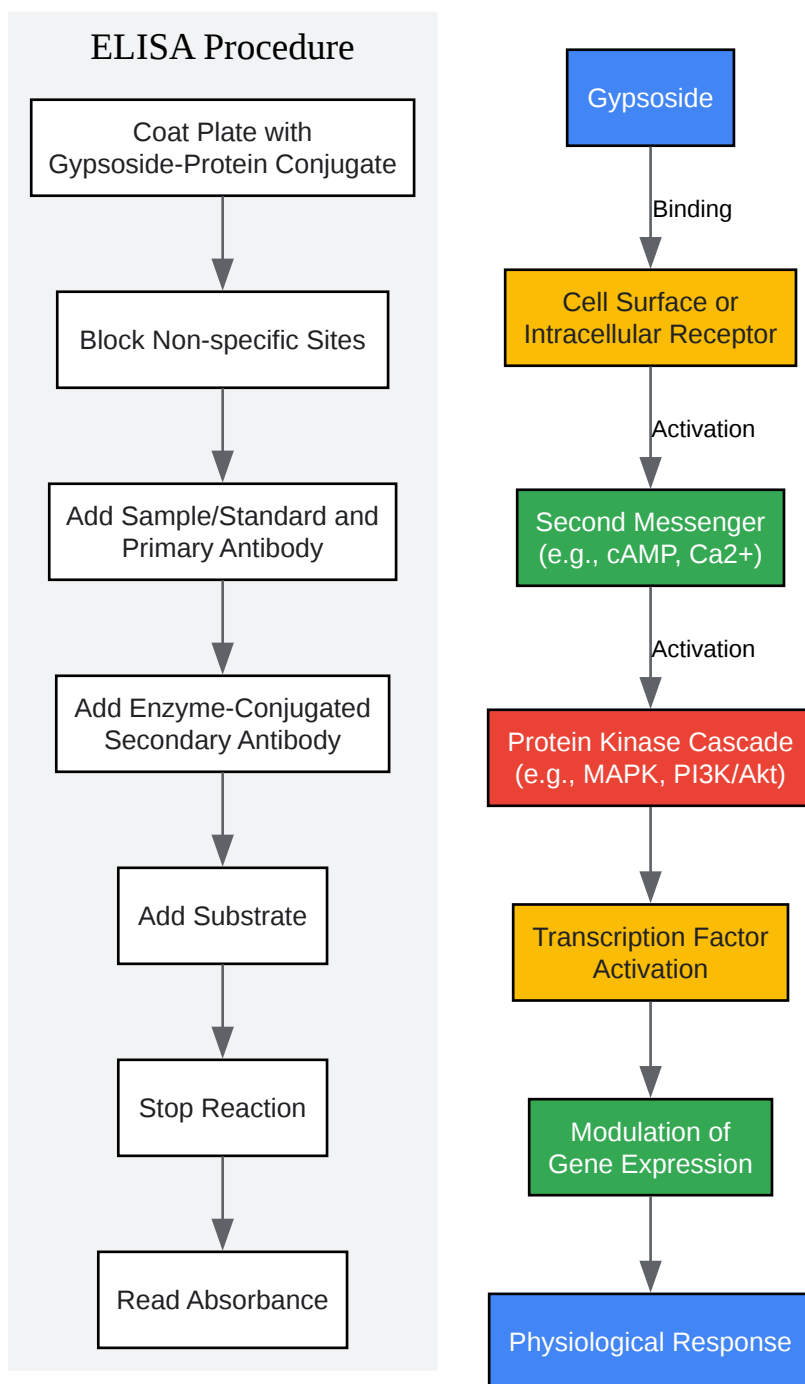 ELISA Procedure
Coat Plate with
Gypsoside-Protein Conjugate
Block Non-specific Sites
Add Sample/Standard and
Primary Antibody
Add Enzyme-Conjugated
Secondary Antibody
Add Substrate
Stop Reaction
Read Absorbance
Gypsoside
Binding
Cell Surface or
Intracellular Receptor
Activation
Second Messenger
(e.g., cAMP, Ca2+)
Activation
Protein Kinase Cascade
(e.g., MAPK, PI3K/Akt)
Transcription Factor
Activation
Modulation of
Gene Expression
Physiological Response